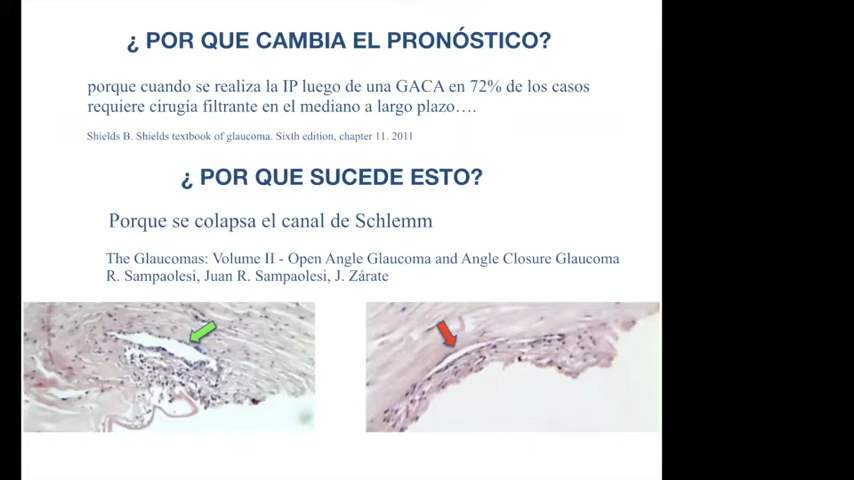 ¿ POR QUE CAMBIA EL PRONÓSTICO?
porque cuando se realiza la IP luego de una GACA en 72% de los casos
requiere cirugía filtrante en el mediano a largo plazo….
Shields B. Shields textbook of glaucoma. Sixth edition, chapter 11. 2011
¿ POR QUE SUCEDE ESTO?
Porque se colapsa el canal de Schlemm
The Glaucomas: Volume II - Open Angle Glaucoma and Angle Closure Glaucoma
R. Sampaolesi, Juan R. Sampaolesi, J. Zárate